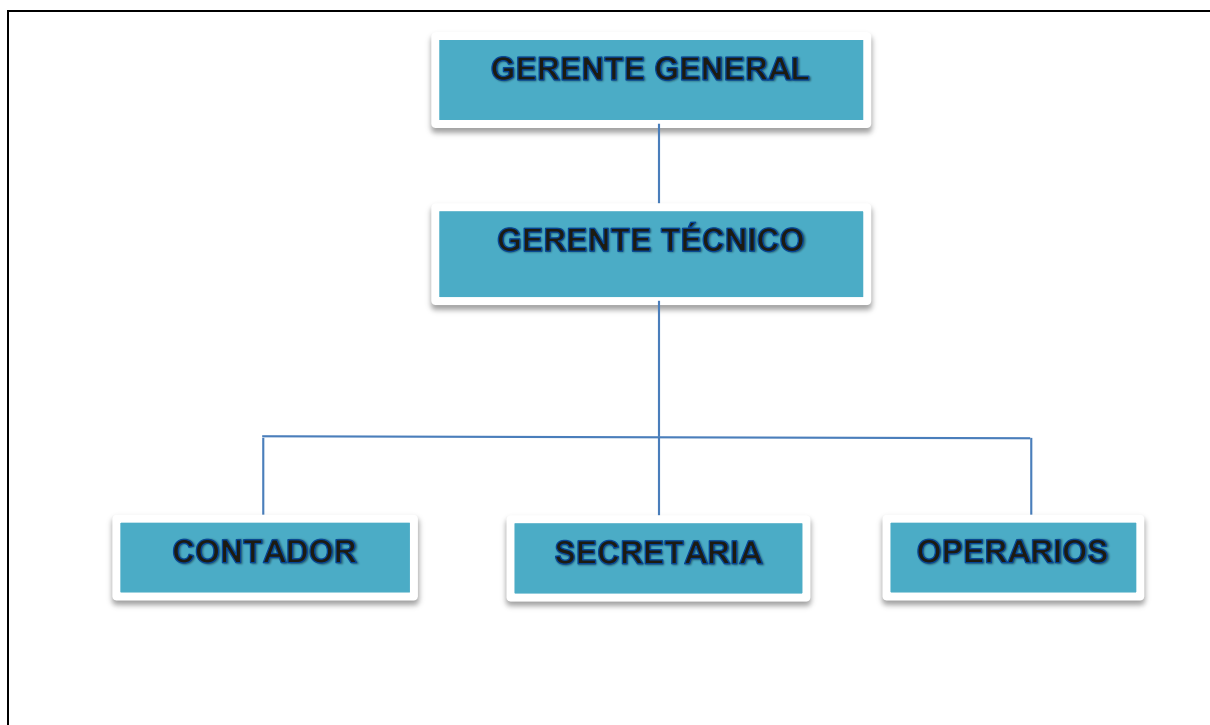 GERENTE GENERAL
GERENTE TÉCNICO
CONTADOR
SECRETARIA
OPERARIOS